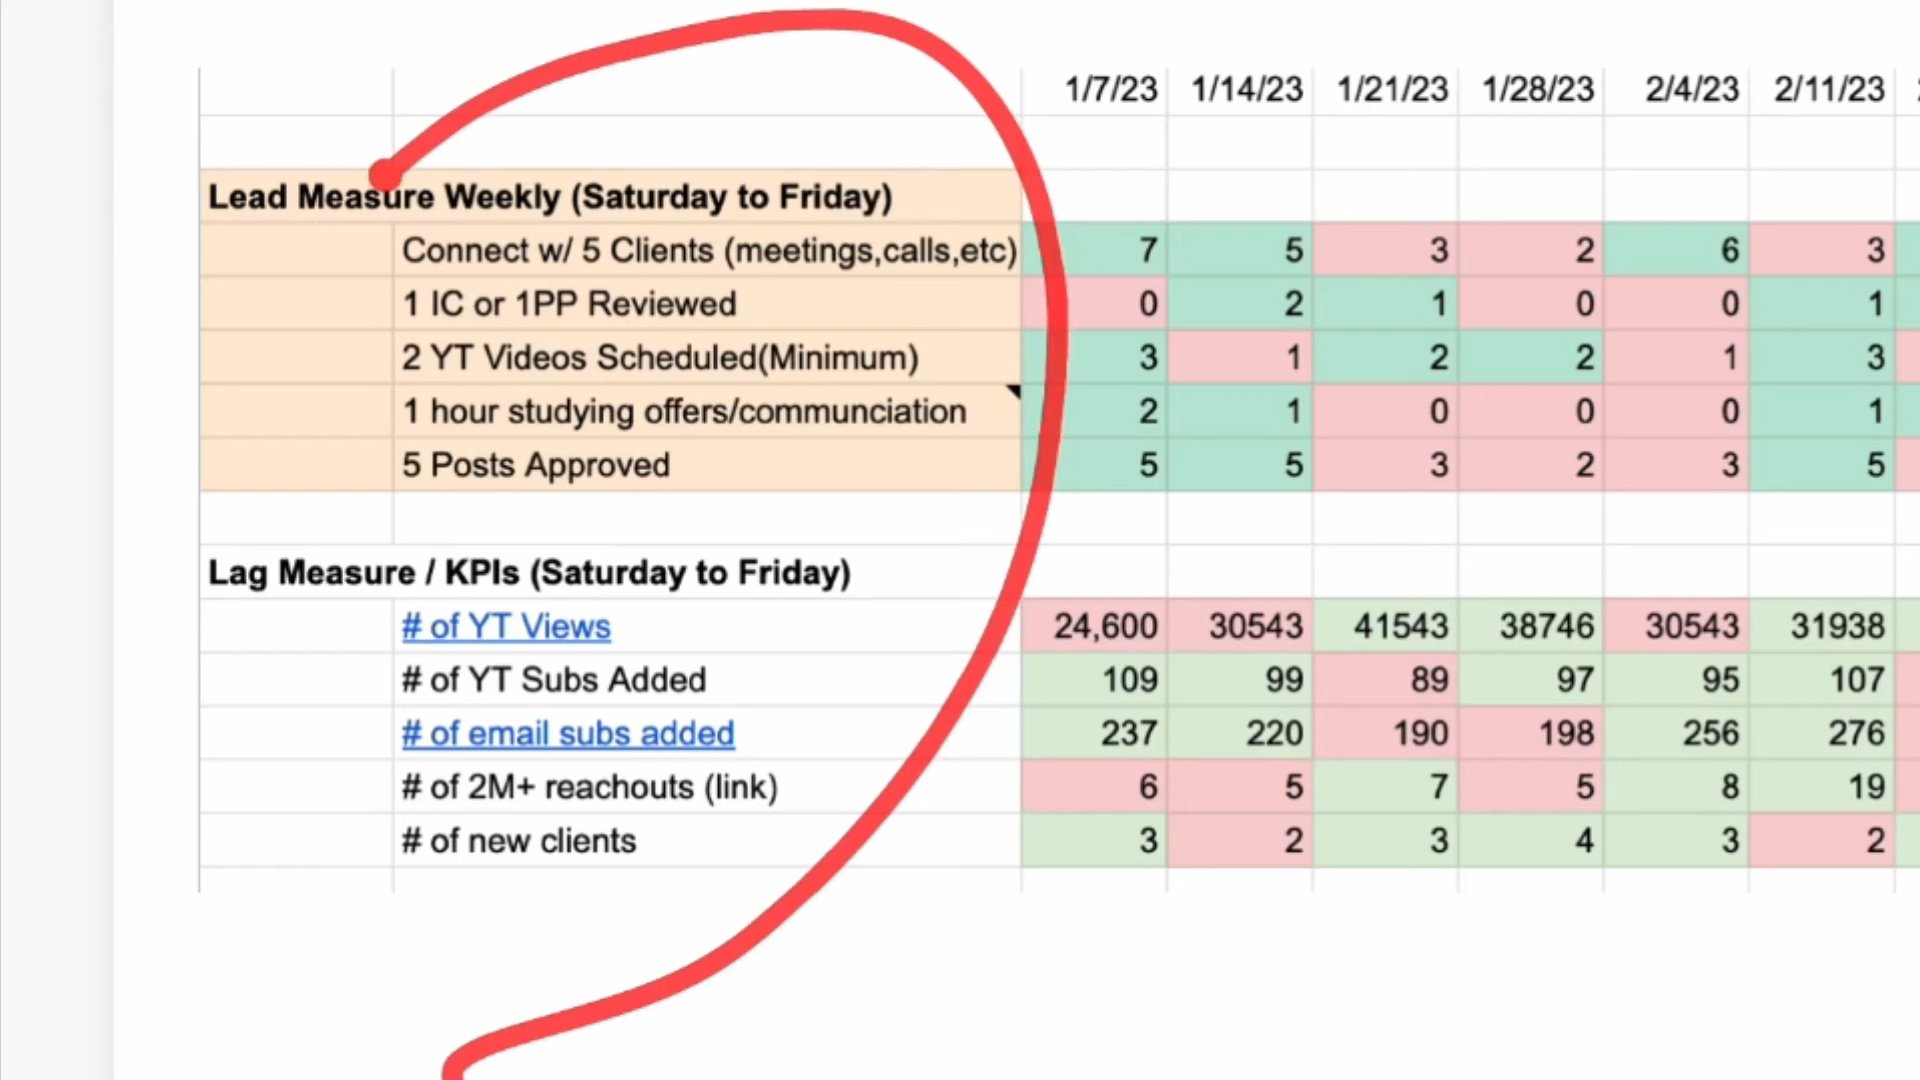 1/7/23 1/14/23 1/21/23 1/28/23 2/4/23 2/11/23
Lead Measure Weekly (Saturday to Friday)
Connect w/ 5 Clients (meetings,calls,etc) 7 5 3 2 6 3
1 IC or 1PP Reviewed 0 2 1 0 0 1
2 YT Videos Scheduled(Minimum) 3 1 2 2 1 3
1 hour studying offers/communciation 2 1 0 0 0 1
5 Posts Approved 5 5 3 2 3 5
Lag Measure / KPIs (Saturday to Friday)
# of YT Views 24,600 30543 41543 38746 30543 31938
# of YT Subs Added 109 99 89 97 95 107
# of email subs added 237 220 190 198 256 276
# of 2M+ reachouts (link) 6 5 7 5 8 19
# of new clients 3 2 3 4 3 2